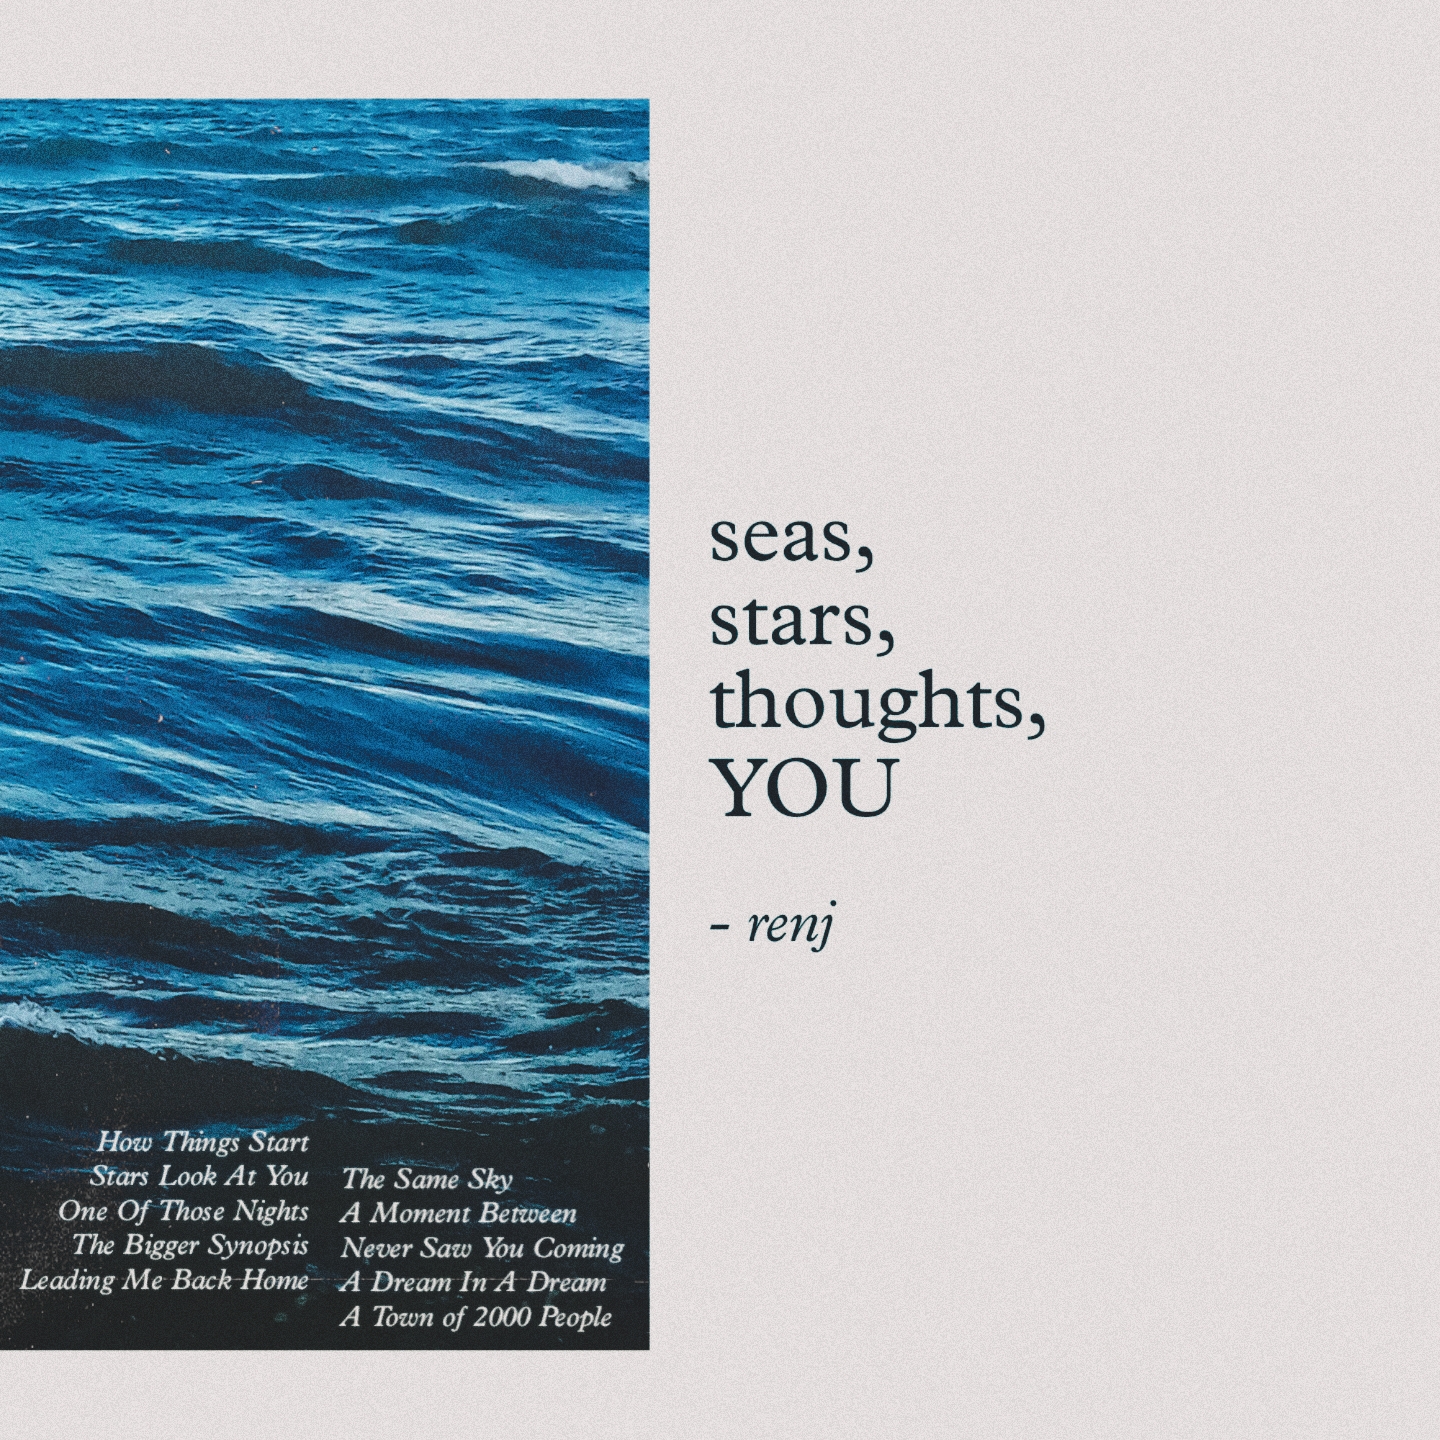 seas,
stars,
thoughts,
YOU
- renj
How Things Start
Stars Look At You
One Of Those Nights
The Bigger Synopsis
Leading Me Back Home
The Same Sky
A Moment Between
Never Saw You Coming
A Dream In A Dream
A Town of 2000 People